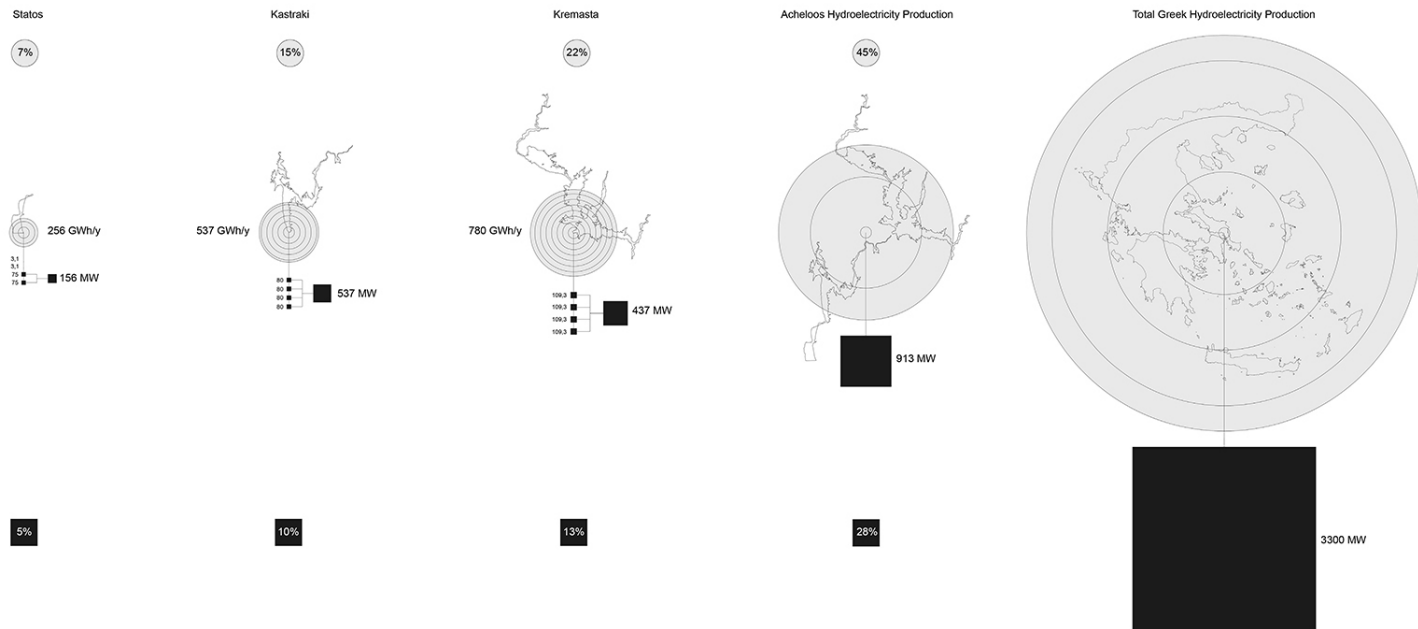 Statos
7%
256 GWh/y
3,1
3,1
75
75
156 MW
5%
Kastraki
15%
537 GWh/y
80
80
80
80
537 MW
10%
Kremasta
22%
780 GWh/y
109,3
109,3
109,3
109,3
437 MW
13%
Acheloos Hydroelectricity Production
45%
913 MW
28%
Total Greek Hydroelectricity Production
3300 MW